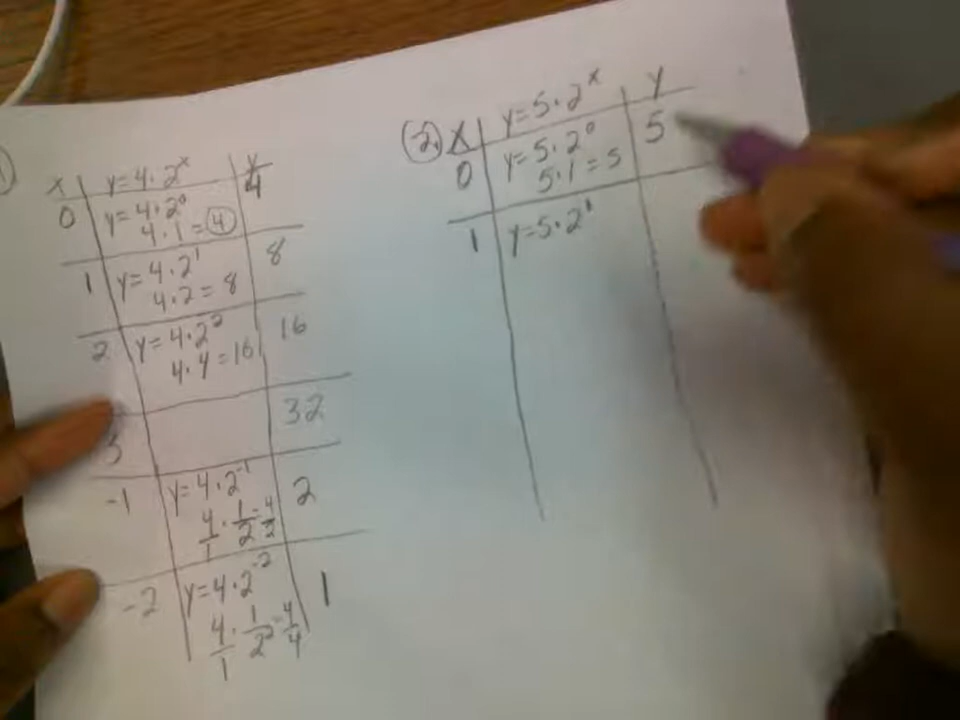 1)
x | y=4·2^x | y
0 | y=4·2^0 | 4
4·1=4
1 | y=4·2^1 | 8
4·2=8
2 | y=4·2^2 | 16
4·4=16
3 | 32
-1 | y=4·2^-1 | 2
4/1·1/2=4/2
-2 | y=4·2^-2 | 1
4/1·1/2^2=4/4
2. x | y=5·2^x | y
0 | y=5·2^0 | 5
5·1=5
1 | y=5·2^1